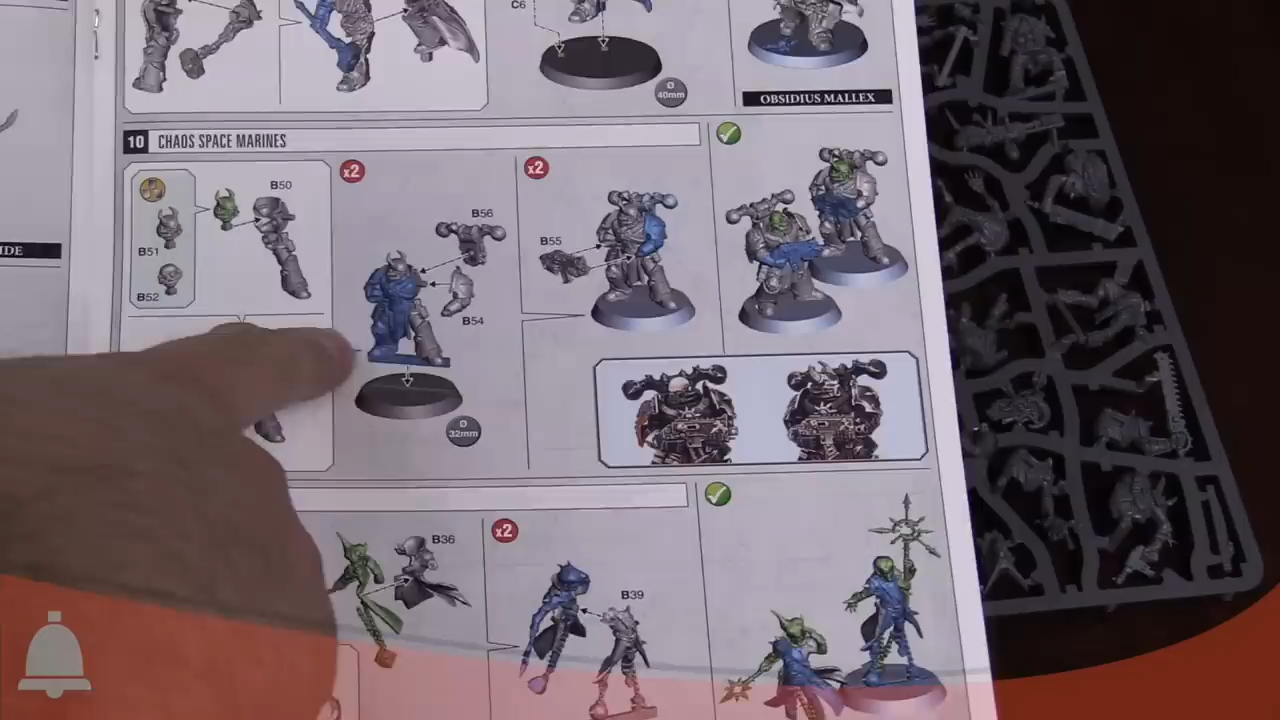 C6
Ø
40mm
OBSIDIUS MALLEX
10 CHAOS SPACE MARINES
x2
x2
B50
B51
B52
B56
B54
B55
IDE
Ø
32mm
x2
B36
B39